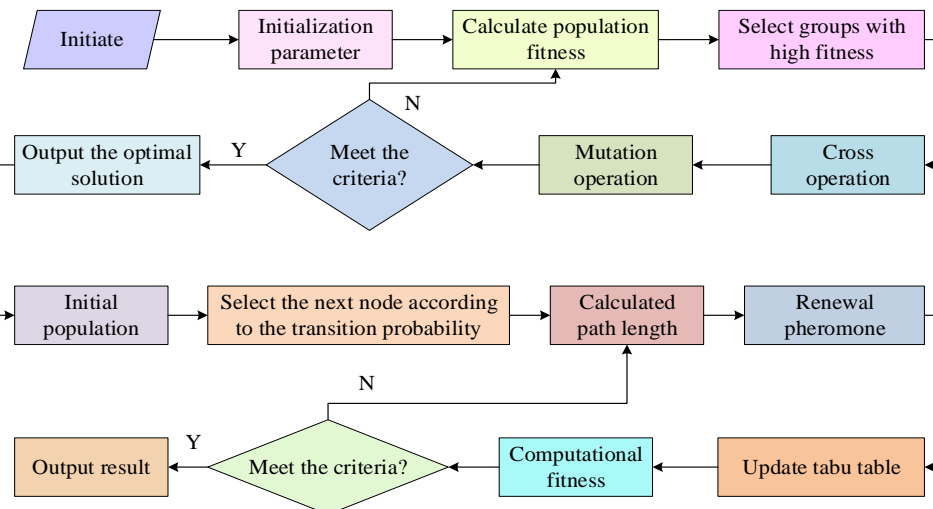 Initiate
Initialization
parameter
Calculate population
fitness
Select groups with
high fitness
N
Output the optimal
solution
Y
Meet the
criteria?
Mutation
operation
Cross
operation
Initial
population
Select the next node according
to the transition probability
Calculated
path length
Renewal
pheromone
N
Output result
Y
Meet the criteria?
Computational
fitness
Update tabu table